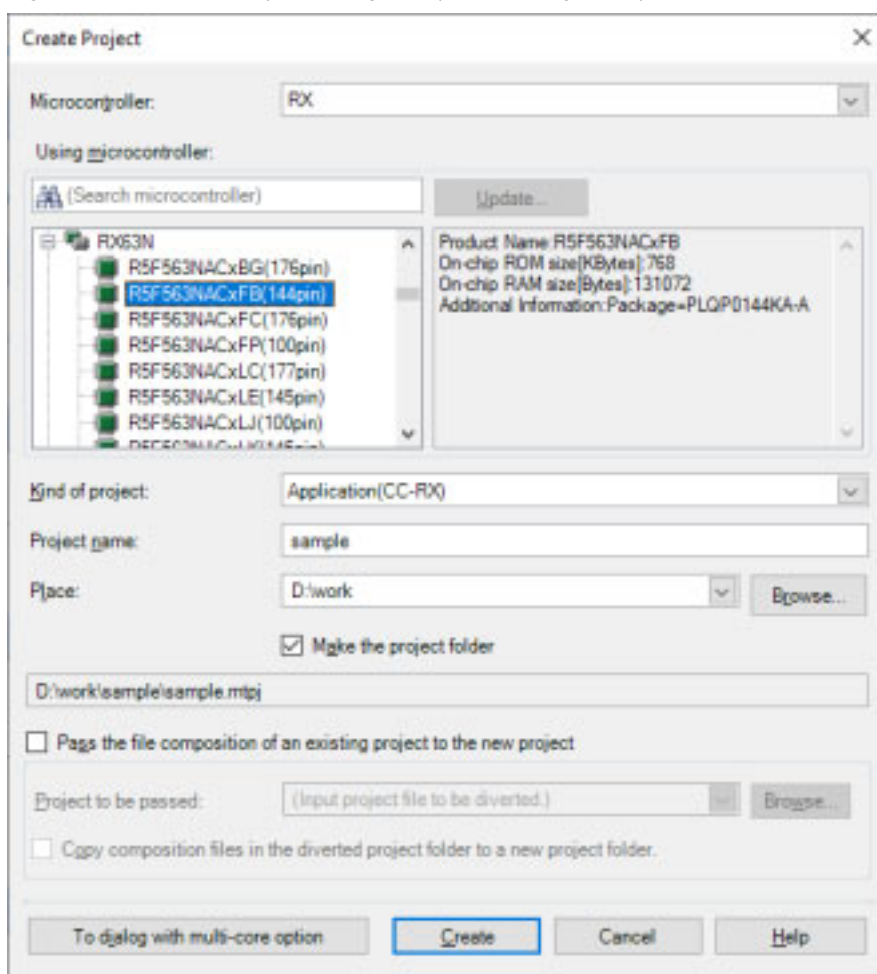 Create Project
Microcontroller: RX
Using microcontroller:
(Search microcontroller) Update...
RX63N
R5F563NACxBG(176pin)
R5F563NACxFB(144pin)
R5F563NACxFC(176pin)
R5F563NACxFP(100pin)
R5F563NACxLC(177pin)
R5F563NACxLE(145pin)
R5F563NACxLJ(100pin)
Product Name:R5F563NACxFB
On-chip ROM size[KBytes]:768
On-chip RAM size[Bytes]:131072
Additional Information:Package=PLQP0144KA-A
Kind of project: Application(CC-RX)
Project name: sample
Place: D:\work Browse...
Make the project folder
D:\work\sample\sample.mtpj
Pass the file composition of an existing project to the new project
Project to be passed: (Input project file to be diverted.) Browse...
Copy composition files in the diverted project folder to a new project folder.
To dialog with multi-core option Create Cancel Help